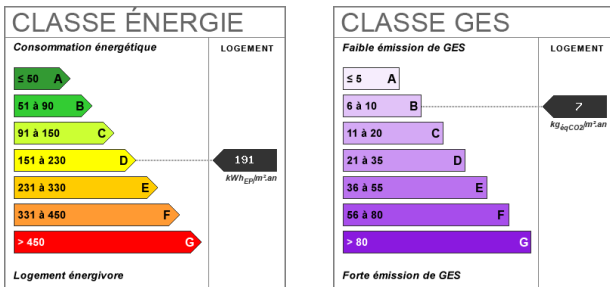 CLASSE ÉNERGIE
Consommation énergétique
LOGEMENT
≤ 50 A
51 à 90 B
91 à 150 C
151 à 230 D
191
kWhEP/m².an
231 à 330 E
331 à 450 F
> 450 G
Logement énergivore
CLASSE GES
Faible émission de GES
LOGEMENT
≤ 5 A
6 à 10 B
7
kgéqCO2/m².an
11 à 20 C
21 à 35 D
36 à 55 E
56 à 80 F
> 80 G
Forte émission de GES